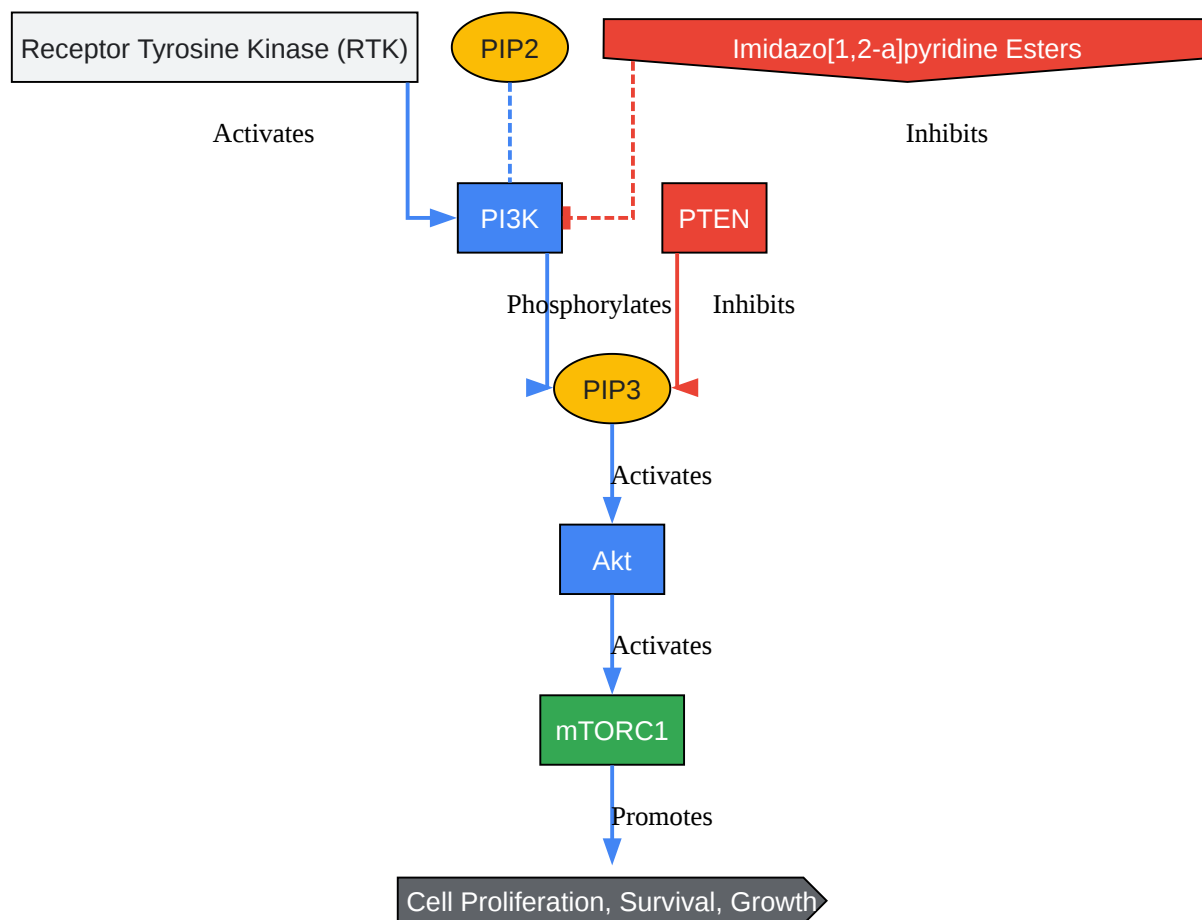 Receptor Tyrosine Kinase (RTK)
PIP2
Imidazo[1,2-a]pyridine Esters
Activates
Inhibits
PI3K
PTEN
Phosphorylates
Inhibits
PIP3
Activates
Akt
Activates
mTORC1
Promotes
Cell Proliferation, Survival, Growth